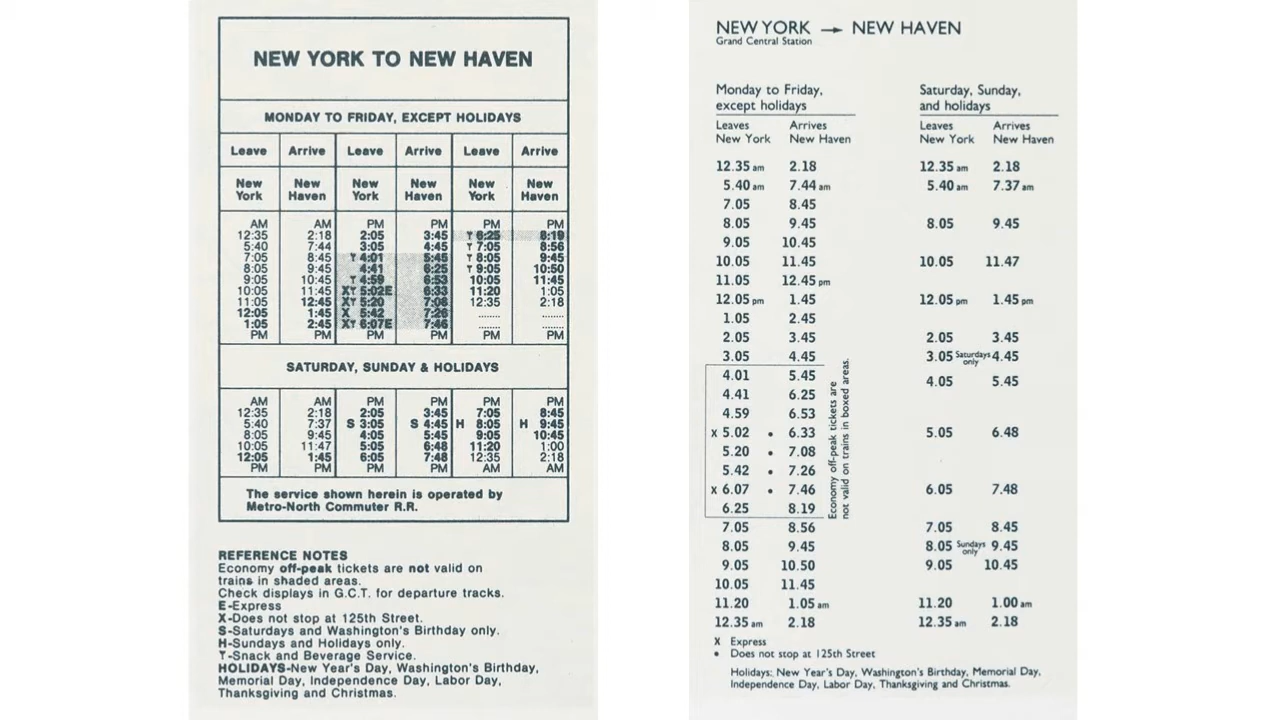 NEW YORK TO NEW HAVEN
MONDAY TO FRIDAY, EXCEPT HOLIDAYS
Leave Arrive Leave Arrive Leave Arrive
New York New Haven New York New Haven New York New Haven
AM AM PM PM PM PM
12:35 2:18 2:05 3:45 T 6:25 8:19
5:40 7:44 3:05 4:45 T 7:05 8:56
7:05 8:45 T 4:01 5:45 T 8:05 9:45
8:05 9:45 4:41 6:25 T 9:05 10:50
9:05 10:45 T 4:59 6:53 10:05 11:45
10:05 11:45 XT 5:02E 6:33 11:20 1:05
11:05 12:45 XT 5:20 7:08 12:35 2:18
12:05 1:45 X 5:42 7:26 ........ ........
1:05 2:45 XT 6:07E 7:46 ........ ........
PM PM PM PM PM PM
SATURDAY, SUNDAY & HOLIDAYS
AM AM PM PM PM PM
12:35 2:18 2:05 3:45 7:05 8:45
5:40 7:37 S 3:05 S 4:45 H 8:05 H 9:45
8:05 9:45 4:05 5:45 9:05 10:45
10:05 11:47 5:05 6:48 11:20 1:00
12:05 1:45 6:05 7:48 12:35 2:18
PM PM PM PM AM AM
The service shown herein is operated by
Metro-North Commuter R.R.
REFERENCE NOTES
Economy off-peak tickets are not valid on
trains in shaded areas.
Check displays in G.C.T. for departure tracks.
E-Express
X-Does not stop at 125th Street.
S-Saturdays and Washington's Birthday only.
H-Sundays and Holidays only.
T-Snack and Beverage Service.
HOLIDAYS-New Year's Day, Washington's Birthday,
Memorial Day, Independence Day, Labor Day,
Thanksgiving and Christmas.
NEW YORK → NEW HAVEN
Grand Central Station
Monday to Friday,
except holidays
Leaves Arrives
New York New Haven
12.35 am 2.18
5.40 am 7.44 am
7.05 8.45
8.05 9.45
9.05 10.45
10.05 11.45
11.05 12.45 pm
12.05 pm 1.45
1.05 2.45
2.05 3.45
3.05 4.45
4.01 5.45
4.41 6.25
4.59 6.53
x 5.02 • 6.33
5.20 • 7.08
5.42 • 7.26
x 6.07 • 7.46
6.25 8.19
7.05 8.56
8.05 9.45
9.05 10.50
10.05 11.45
11.20 1.05 am
12.35 am 2.18
Economy off-peak tickets are
not valid on trains in boxed areas.
Saturday, Sunday,
and holidays
Leaves Arrives
New York New Haven
12.35 am 2.18
5.40 am 7.37 am
8.05 9.45
10.05 11.47
12.05 pm 1.45 pm
2.05 3.45
3.05 Saturdays only 4.45
4.05 5.45
5.05 6.48
6.05 7.48
7.05 8.45
8.05 Sundays only 9.45
9.05 10.45
11.20 1.00 am
12.35 am 2.18
X Express
• Does not stop at 125th Street
Holidays: New Year's Day, Washington's Birthday, Memorial Day,
Independence Day, Labor Day, Thanksgiving and Christmas.